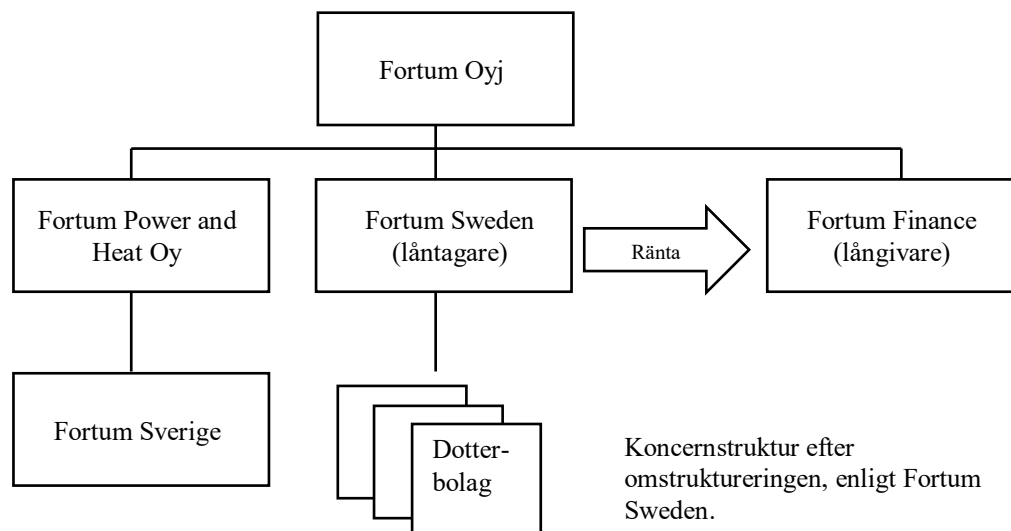 Fortum Oyj
Fortum Power and
Heat Oy
Fortum Sweden
(låntagare)
Ränta
Fortum Finance
(långivare)
Fortum Sverige
Dotter-
bolag
Koncernstruktur efter
omstruktureringen, enligt Fortum
Sweden.